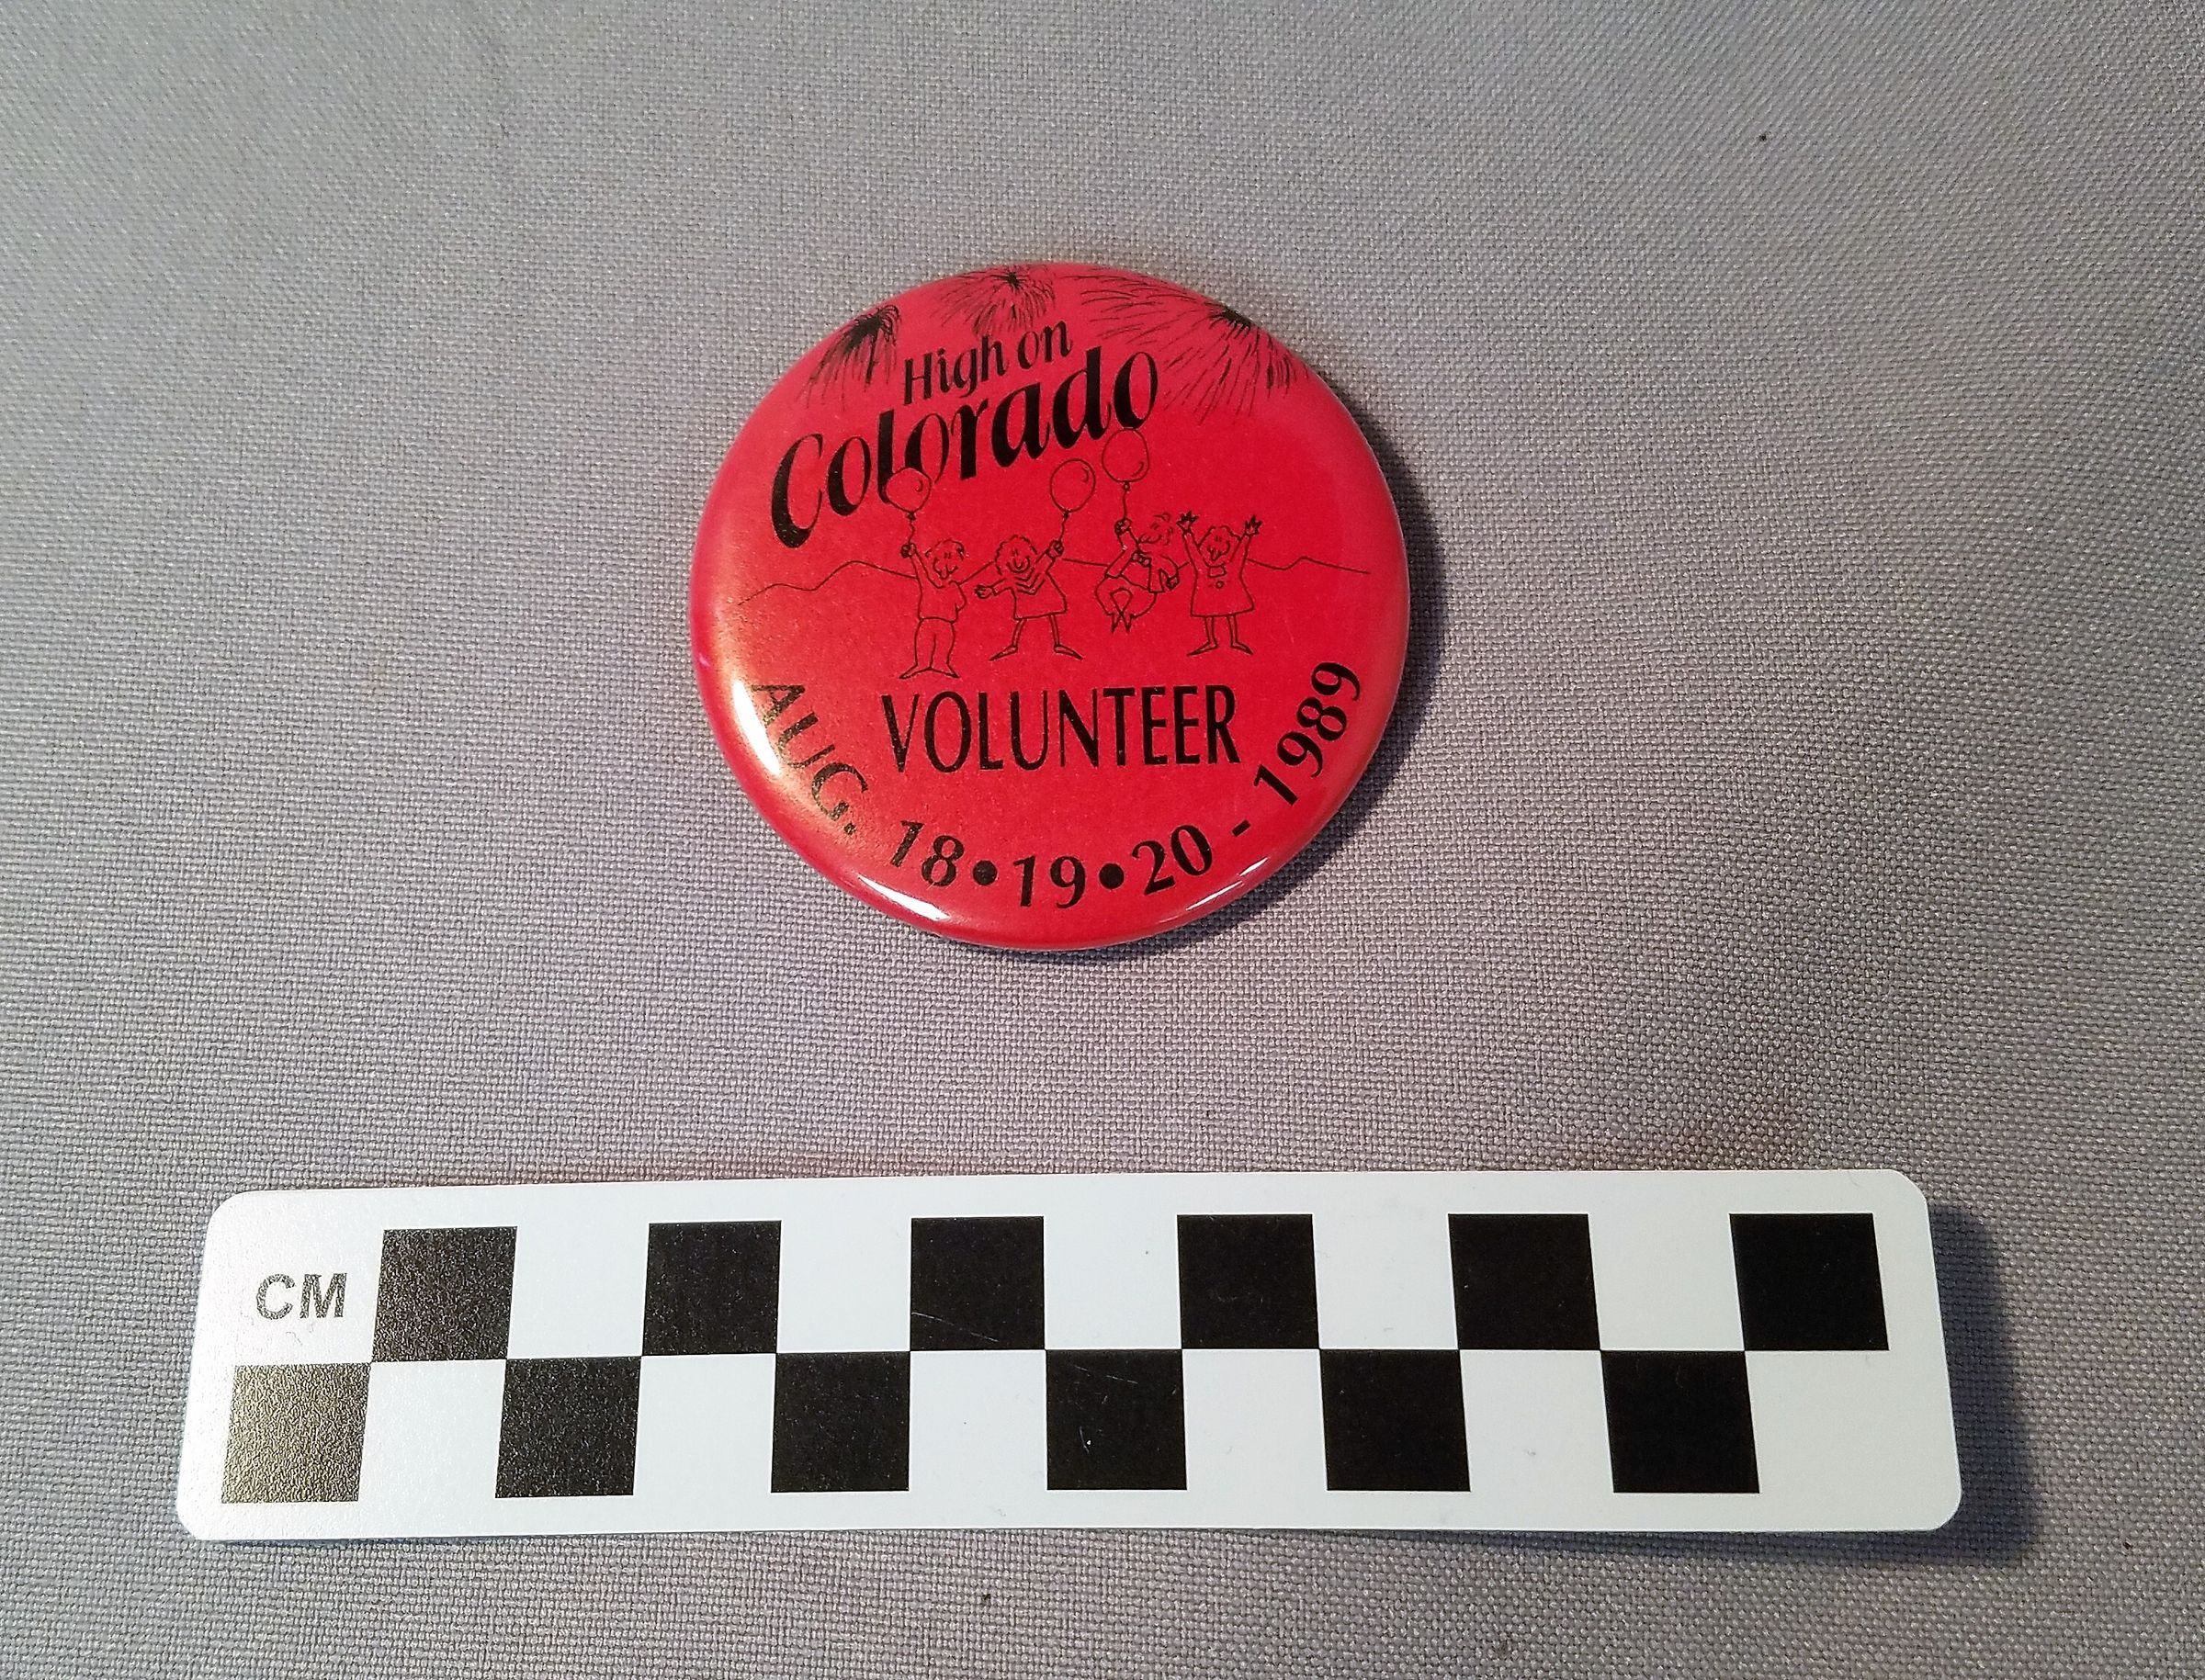 High on
Colorado
VOLUNTEER
AUG. 18•19•20 - 1989
CM